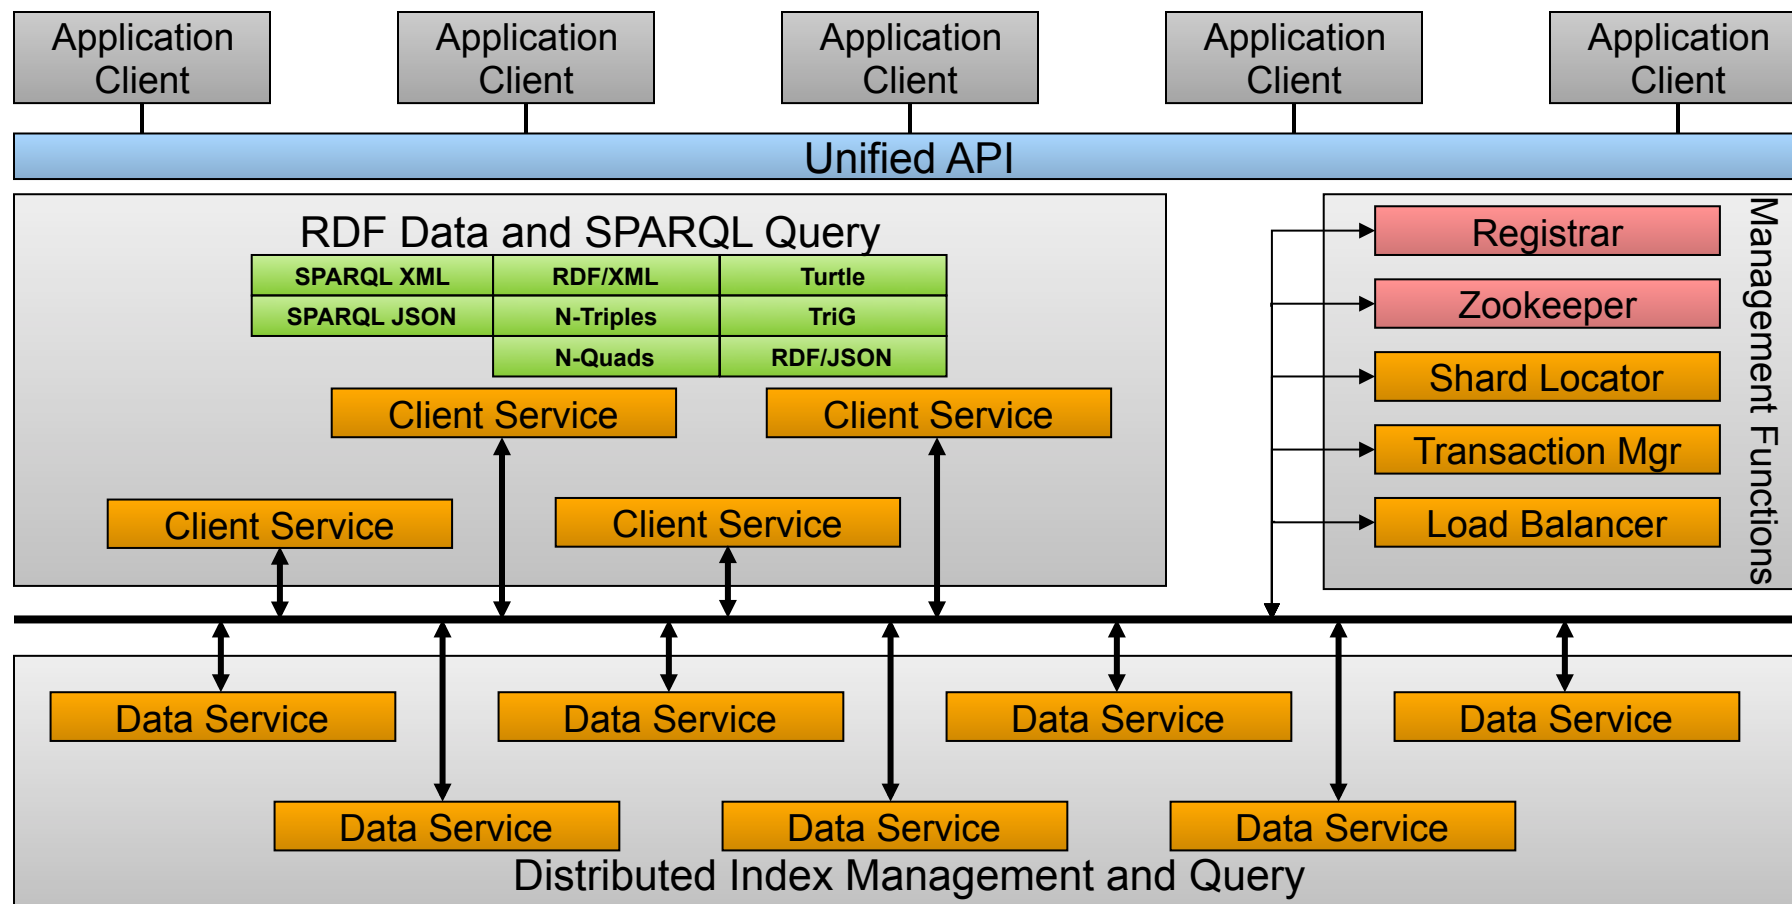 Application
Client
Application
Client
Application
Client
Application
Client
Application
Client
Unified API
RDF Data and SPARQL Query
SPARQL XML
RDF/XML
Turtle
SPARQL JSON
N-Triples
TriG
N-Quads
RDF/JSON
Client Service
Client Service
Client Service
Client Service
Management Functions
Registrar
Zookeeper
Shard Locator
Transaction Mgr
Load Balancer
Data Service
Data Service
Data Service
Data Service
Data Service
Data Service
Data Service
Distributed Index Management and Query